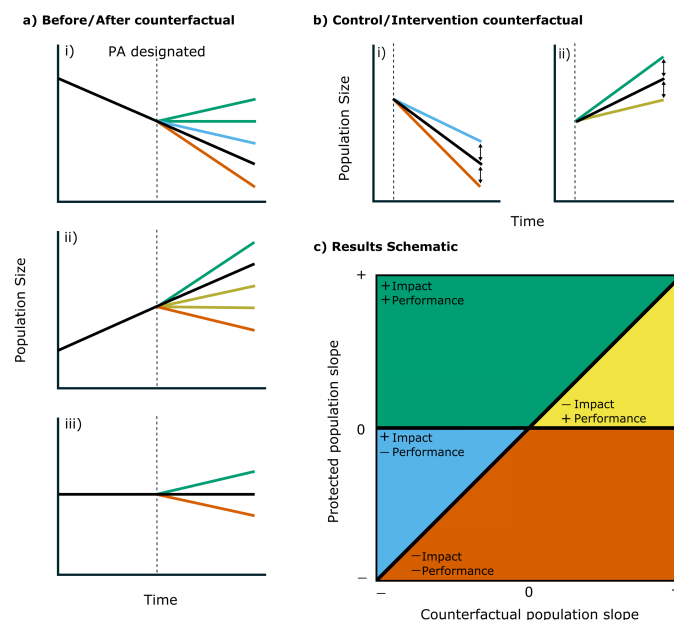 a) Before/After counterfactual
i)
PA designated
ii)
iii)
Population Size
Time
b) Control/Intervention counterfactual
i)
ii)
Population Size
Time
c) Results Schematic
+
+ Impact
+ Performance
− Impact
+ Performance
0
+ Impact
− Performance
− Impact
− Performance
−
−
0
Protected population slope
Counterfactual population slope